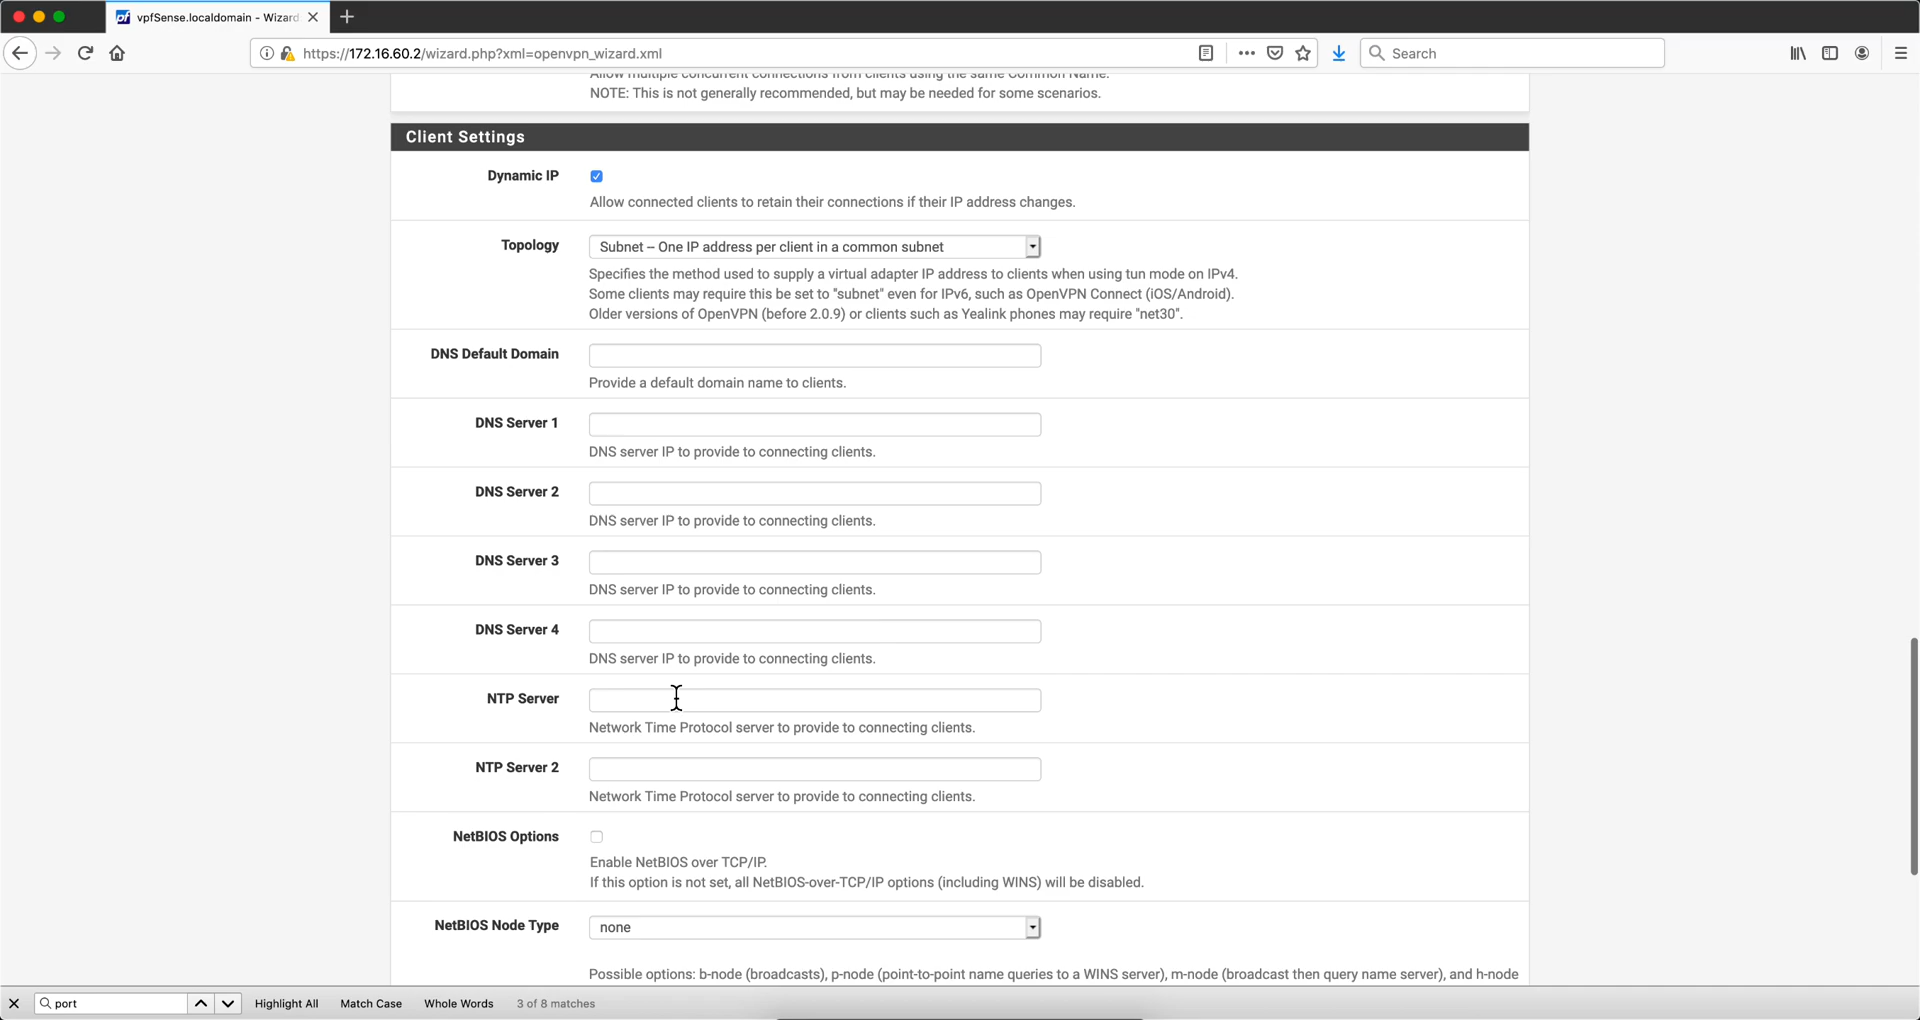 vpfSense.localdomain - Wizard
https://172.16.60.2/wizard.php?xml=openvpn_wizard.xml
Search
Allow multiple concurrent connections from clients using the same Common Name.
NOTE: This is not generally recommended, but may be needed for some scenarios.
Client Settings
Dynamic IP
Allow connected clients to retain their connections if their IP address changes.
Topology
Subnet -- One IP address per client in a common subnet
Specifies the method used to supply a virtual adapter IP address to clients when using tun mode on IPv4.
Some clients may require this be set to "subnet" even for IPv6, such as OpenVPN Connect (iOS/Android).
Older versions of OpenVPN (before 2.0.9) or clients such as Yealink phones may require "net30".
DNS Default Domain
Provide a default domain name to clients.
DNS Server 1
DNS server IP to provide to connecting clients.
DNS Server 2
DNS server IP to provide to connecting clients.
DNS Server 3
DNS server IP to provide to connecting clients.
DNS Server 4
DNS server IP to provide to connecting clients.
NTP Server
Network Time Protocol server to provide to connecting clients.
NTP Server 2
Network Time Protocol server to provide to connecting clients.
NetBIOS Options
Enable NetBIOS over TCP/IP.
If this option is not set, all NetBIOS-over-TCP/IP options (including WINS) will be disabled.
NetBIOS Node Type
none
Possible options: b-node (broadcasts), p-node (point-to-point name queries to a WINS server), m-node (broadcast then query name server), and h-node
port Highlight All Match Case Whole Words 3 of 8 matches